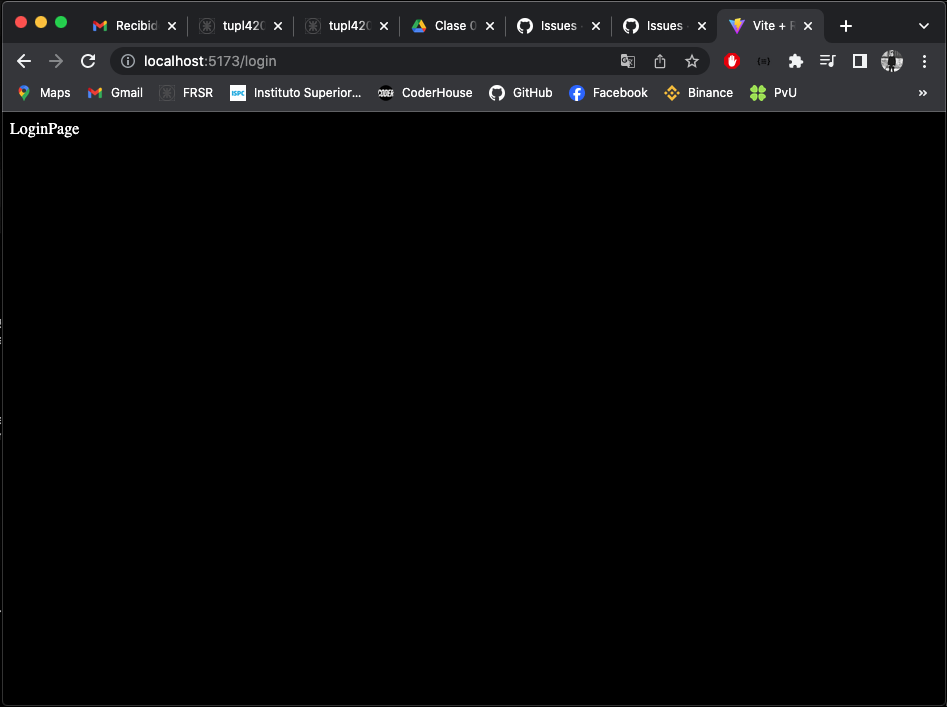 Recibid
tupl420
tupl420
Clase 0
Issues
Issues
Vite + R
localhost:5173/login
Maps
Gmail
FRSR
Instituto Superior...
CoderHouse
GitHub
Facebook
Binance
PvU
»
LoginPage